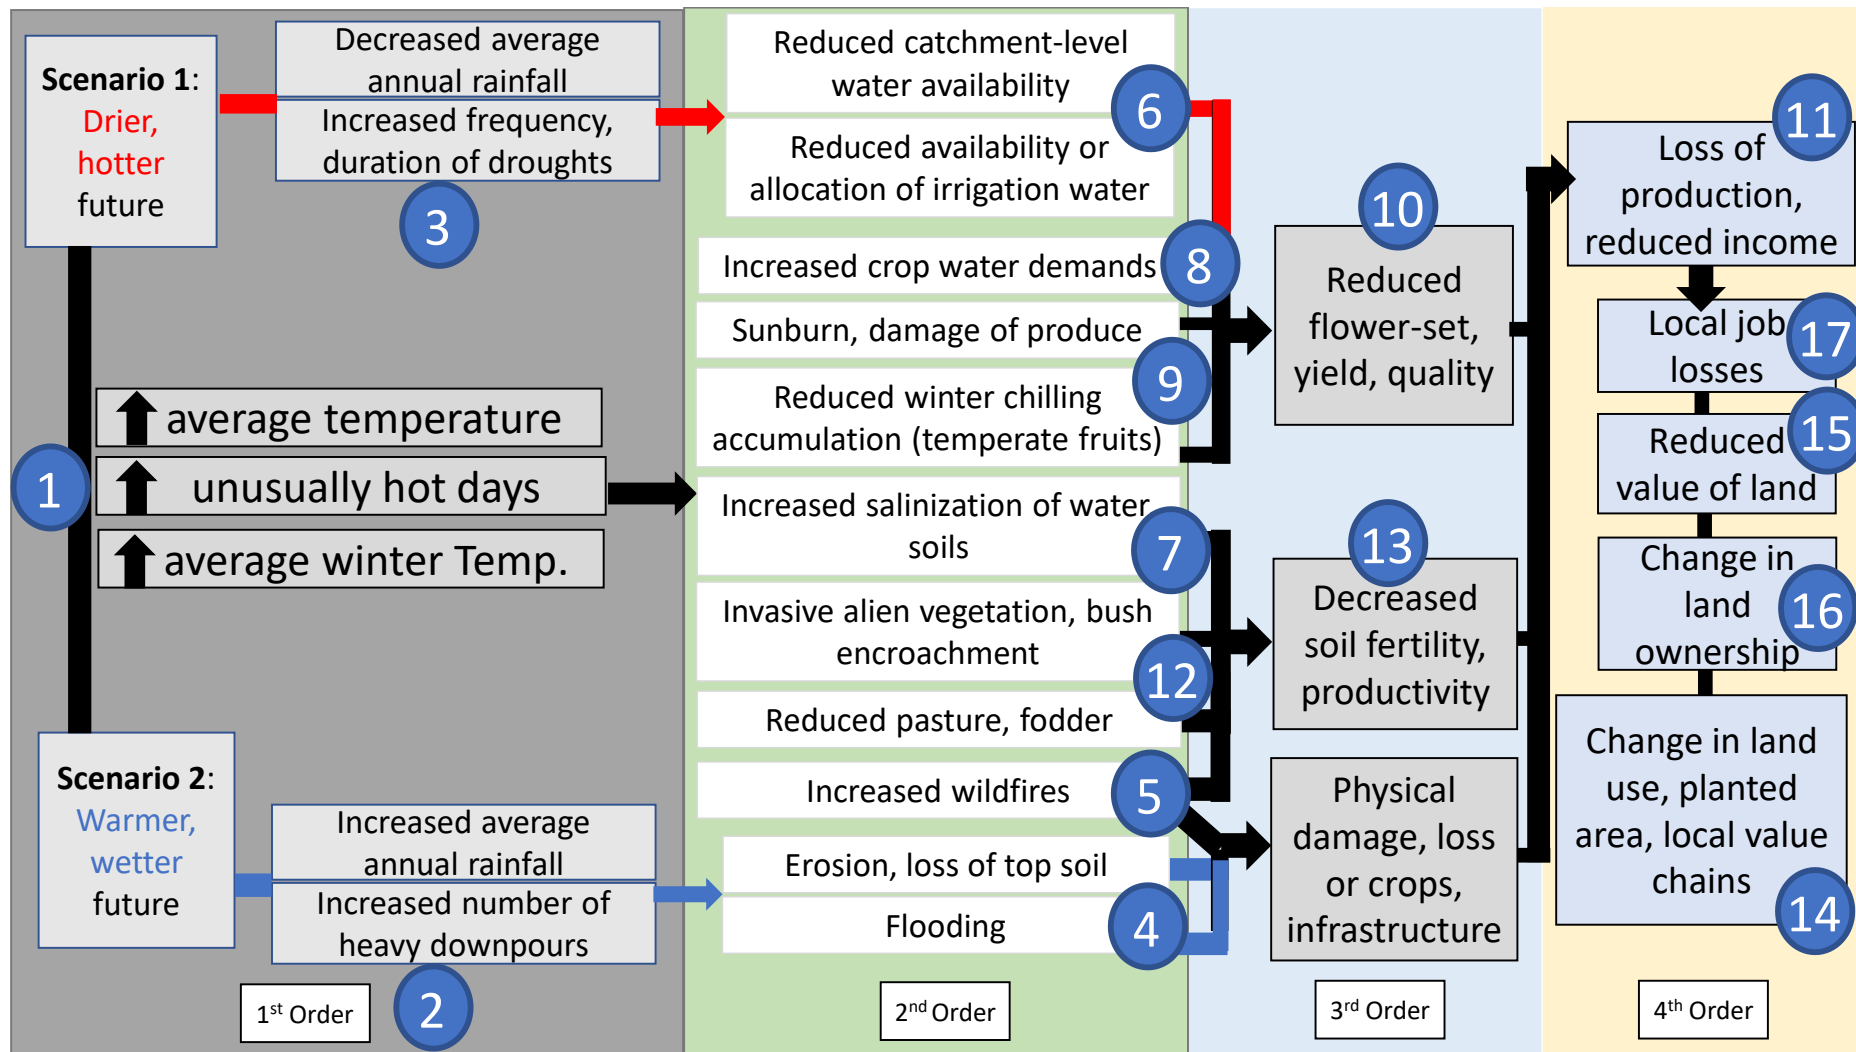 Scenario 1:
Drier,
hotter
future
Decreased average
annual rainfall
Increased frequency,
duration of droughts
3
1
average temperature
unusually hot days
average winter Temp.
Scenario 2:
Warmer,
wetter
future
Increased average
annual rainfall
Increased number of
heavy downpours
2
1st Order
Reduced catchment-level
water availability
6
Reduced availability or
allocation of irrigation water
Increased crop water demands
8
Sunburn, damage of produce
9
Reduced winter chilling
accumulation (temperate fruits)
Increased salinization of water,
soils
7
Invasive alien vegetation, bush
encroachment
12
Reduced pasture, fodder
Increased wildfires
5
Erosion, loss of top soil
Flooding
4
2nd Order
10
Reduced
flower-set,
yield, quality
13
Decreased
soil fertility,
productivity
Physical
damage, loss
or crops,
infrastructure
3rd Order
11
Loss of
production,
reduced income
Local job
losses
17
15
Reduced
value of land
Change in
land
ownership
16
Change in land
use, planted
area, local value
chains
14
4th Order